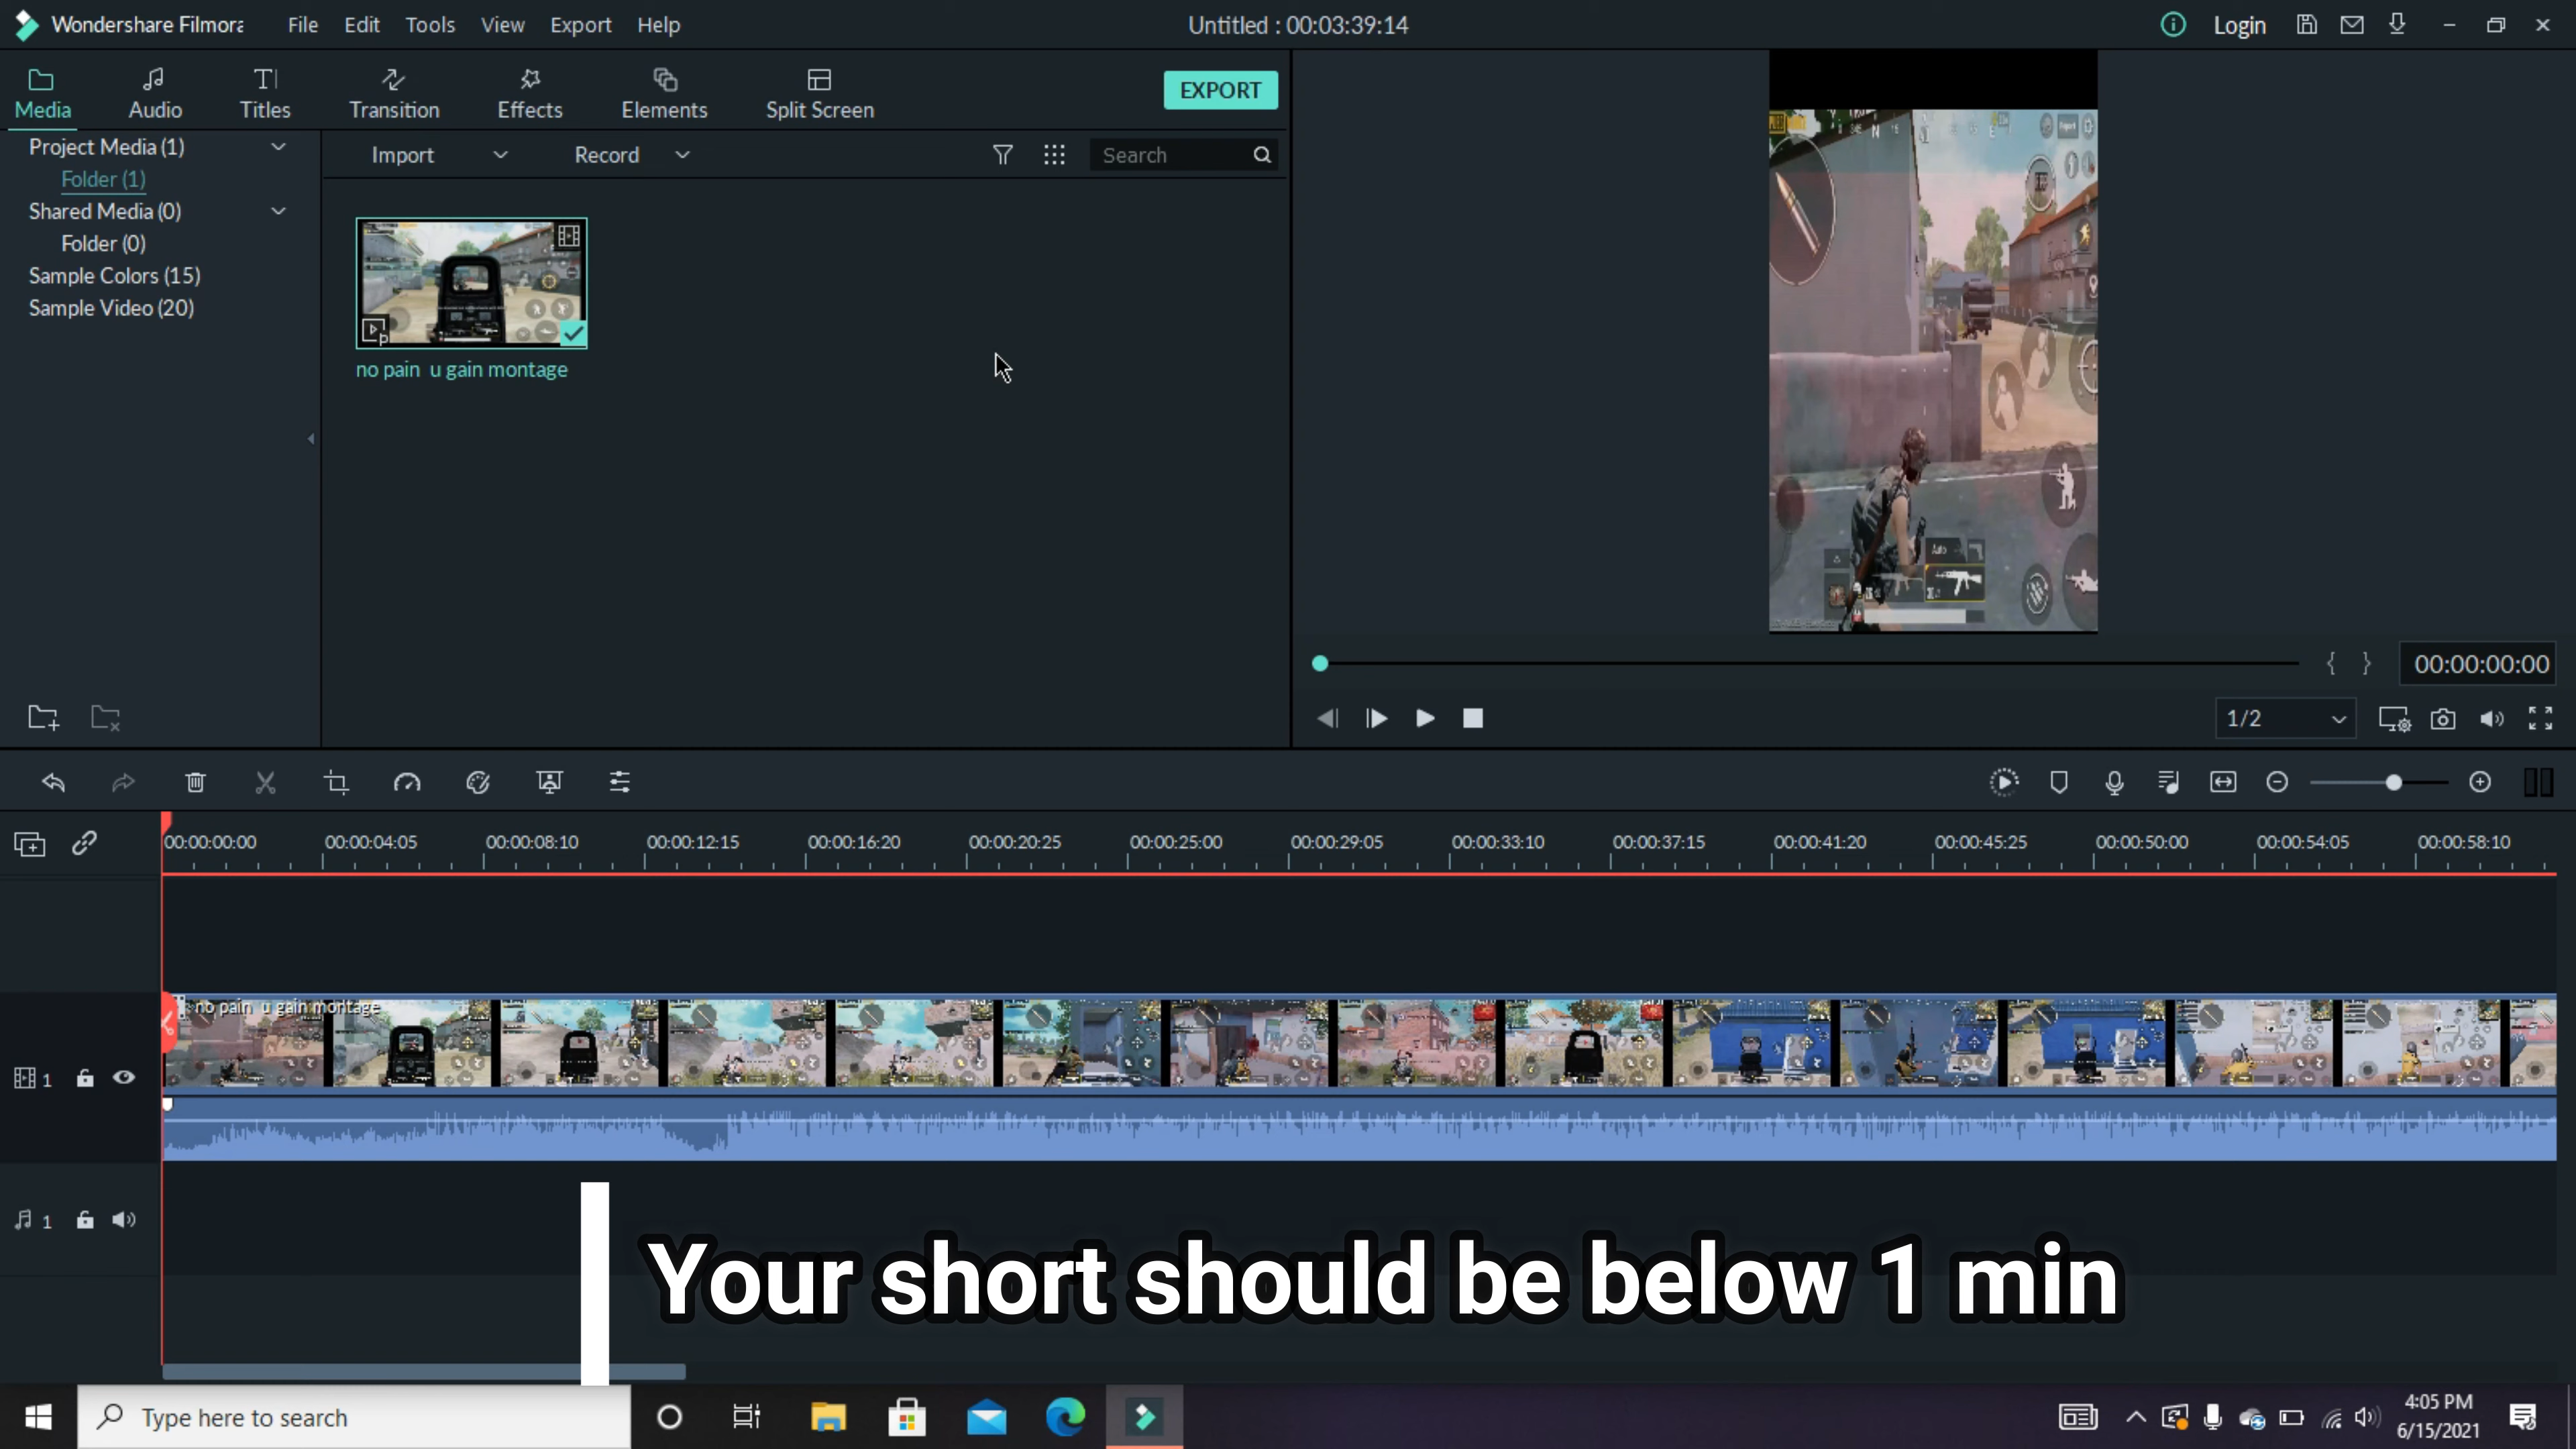 Wondershare Filmora
File Edit Tools View Export Help
Untitled : 00:03:39:14
Login
Media Audio Titles Transition Effects Elements Split Screen
EXPORT
Project Media (1)
Folder (1)
Shared Media (0)
Folder (0)
Sample Colors (15)
Sample Video (20)
Import Record Search
no pain u gain montage
Auto
00:00:00:00
1/2
00:00:00:00 00:00:04:05 00:00:08:10 00:00:12:15 00:00:16:20 00:00:20:25 00:00:25:00 00:00:29:05 00:00:33:10 00:00:37:15 00:00:41:20 00:00:45:25 00:00:50:00 00:00:54:05 00:00:58:10
no pain u gain montage
1
1
Your short should be below 1 min
Type here to search
4:05 PM
6/15/2021